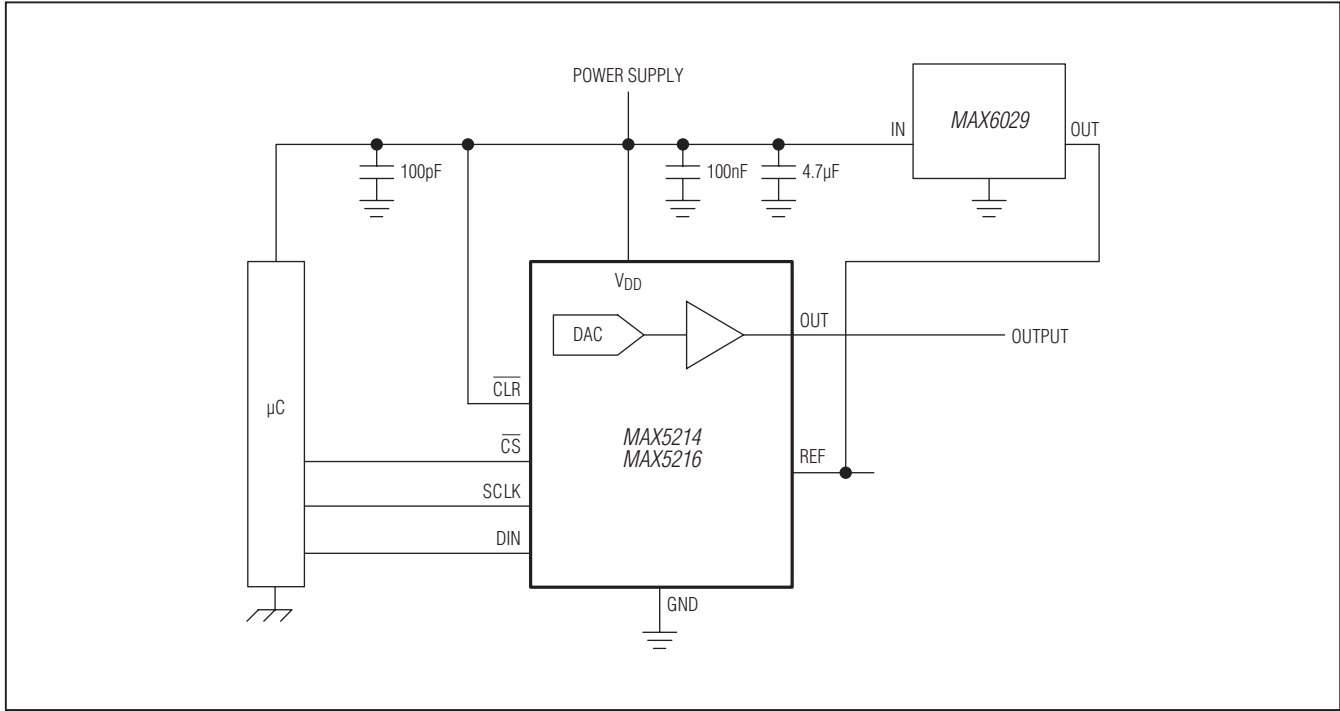 POWER SUPPLY
IN
MAX6029
OUT
100pF
100nF
4.7µF
VDD
DAC
OUT
OUTPUT
CLR
µC
MAX5214
MAX5216
CS
REF
SCLK
DIN
GND